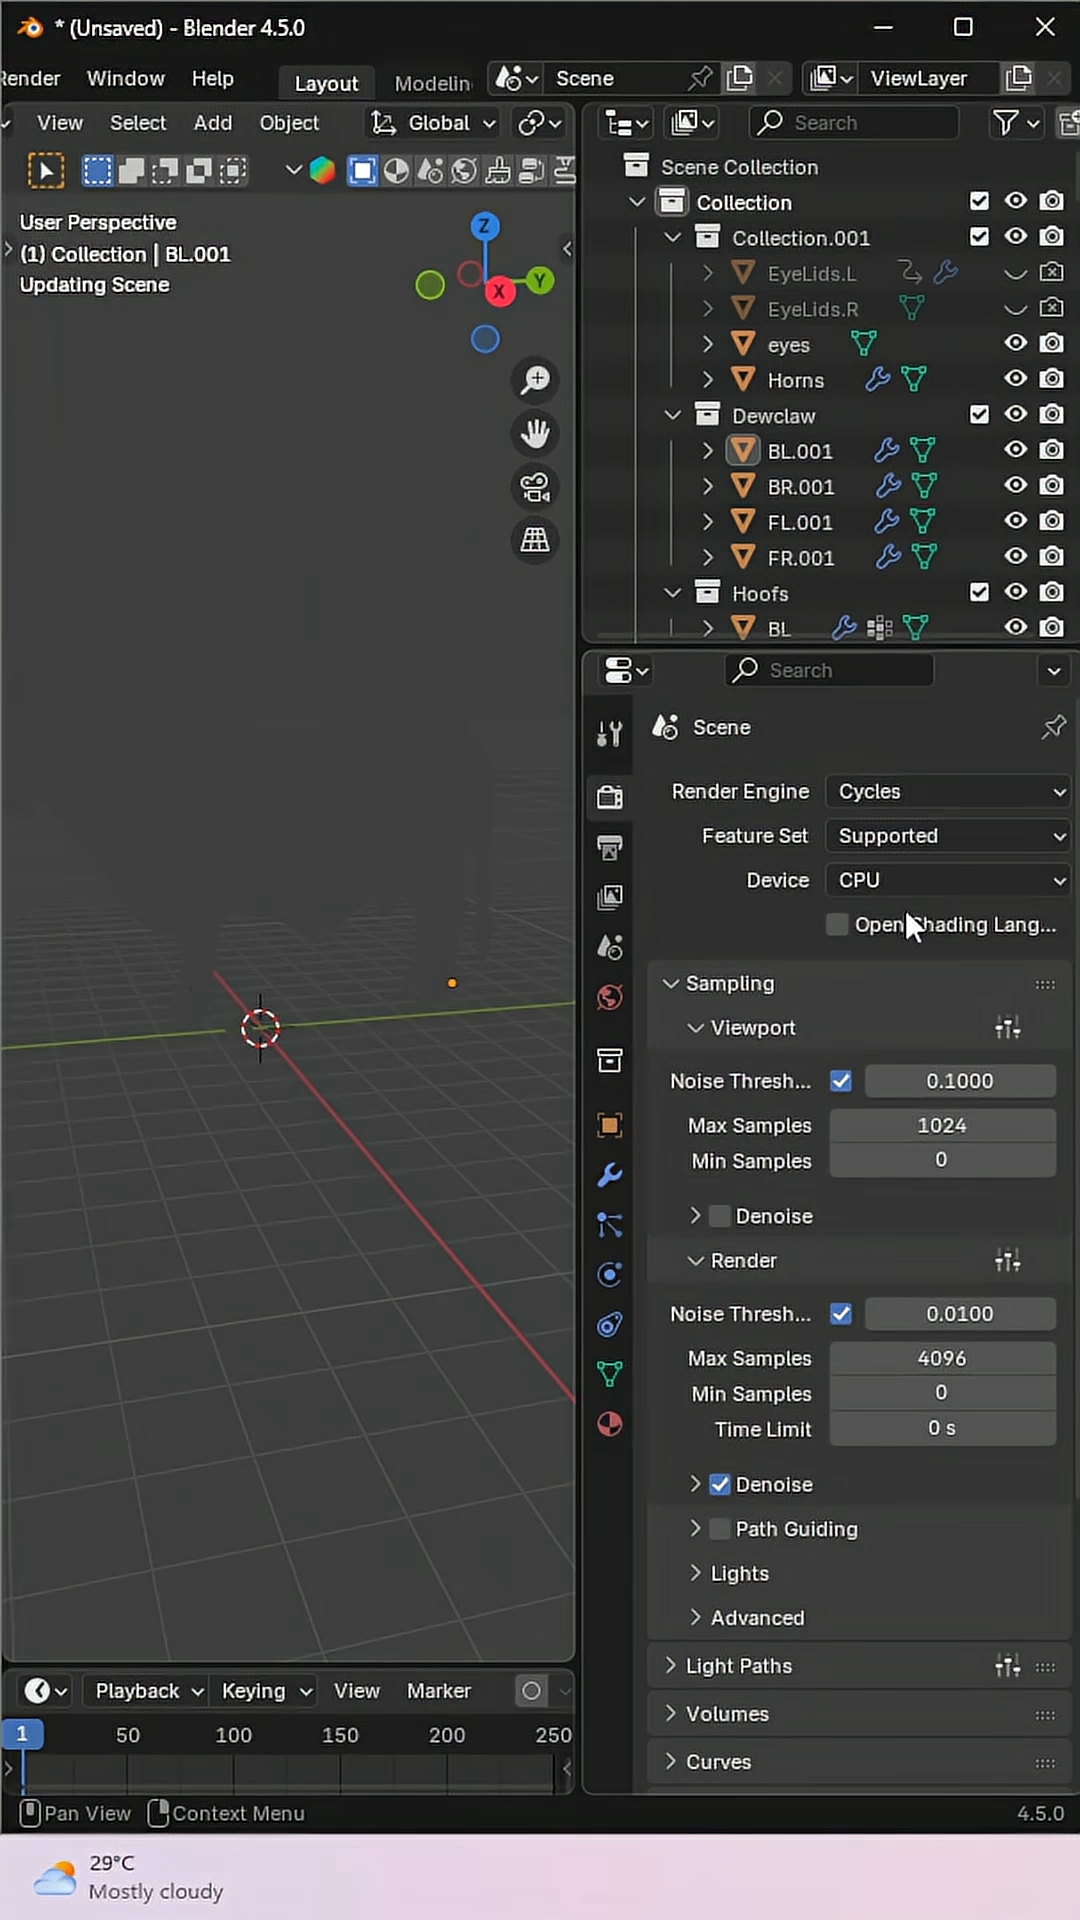 * (Unsaved) - Blender 4.5.0
Render Window Help Layout Modelin Scene ViewLayer
View Select Add Object Global Search
User Perspective
(1) Collection | BL.001
Updating Scene
Z
Y
X
Scene Collection
Collection
Collection.001
EyeLids.L
EyeLids.R
eyes
Horns
Dewclaw
BL.001
BR.001
FL.001
FR.001
Hoofs
BL
Search
Scene
Render Engine Cycles
Feature Set Supported
Device CPU
Open Shading Lang...
Sampling
Viewport
Noise Thresh... 0.1000
Max Samples 1024
Min Samples 0
Denoise
Render
Noise Thresh... 0.0100
Max Samples 4096
Min Samples 0
Time Limit 0 s
Denoise
Path Guiding
Lights
Advanced
Light Paths
Volumes
Curves
Playback Keying View Marker
1 50 100 150 200 250
Pan View Context Menu 4.5.0
29°C
Mostly cloudy